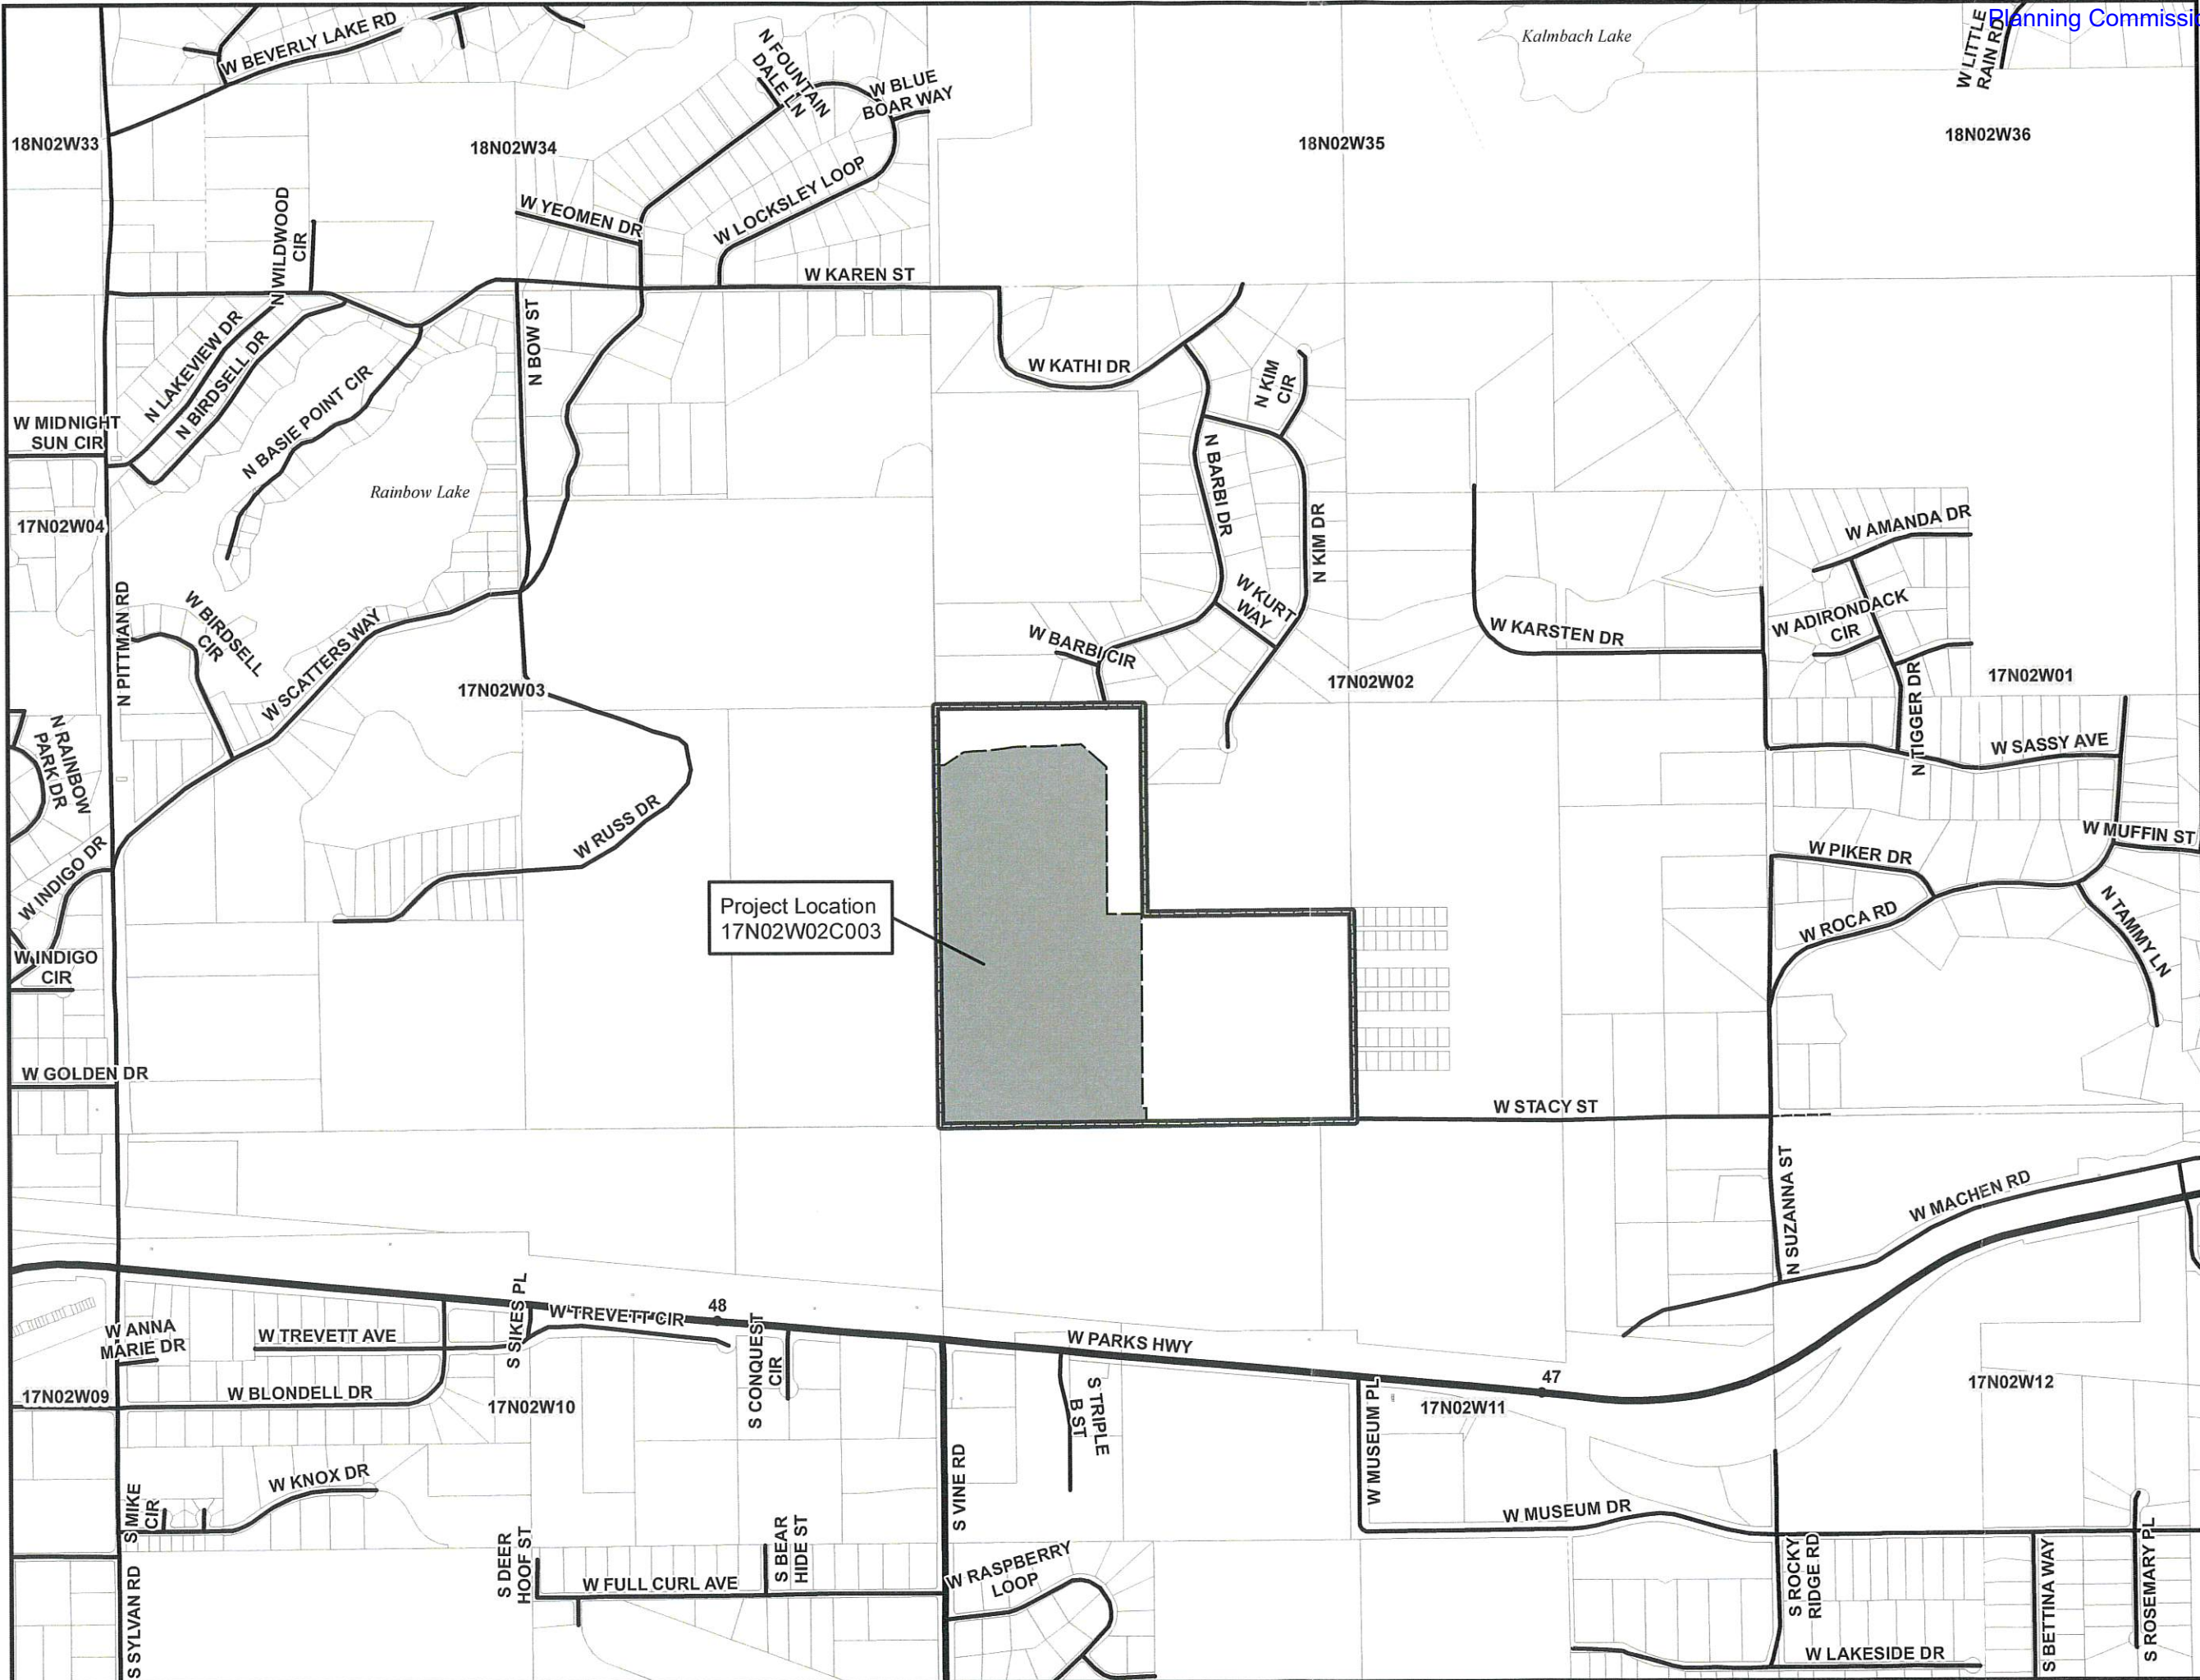 Planning Commissi
W BEVERLY LAKE RD
N FOUNTAIN
DALE LN
W BLUE
BOAR WAY
Kalmbach Lake
W LITTLE
RAIN RD
18N02W33
18N02W34
18N02W35
18N02W36
W YEOMEN DR
W LOCKSLEY LOOP
N WILDWOOD
CIR
W KAREN ST
N LAKEVIEW DR
N BIRDSELL DR
N BASIE POINT CIR
N BOW ST
W KATHI DR
N KIM
CIR
W MIDNIGHT
SUN CIR
Rainbow Lake
N BARBI DR
N KIM DR
17N02W04
W AMANDA DR
N PITTMAN RD
W BIRDSELL
CIR
W SCATTERS WAY
W KURT
WAY
W BARBI CIR
W KARSTEN DR
W ADIRONDACK
CIR
17N02W03
17N02W02
17N02W01
N TIGGER DR
N RAINBOW
PARK DR
W SASSY AVE
W RUSS DR
W MUFFIN ST
W INDIGO DR
W PIKER DR
Project Location
17N02W02C003
W ROCA RD
N TAMMY LN
W INDIGO
CIR
W GOLDEN DR
W STACY ST
N SUZANNA ST
W MACHEN RD
S SIKES PL
W TREVETT CIR
48
W ANNA
MARIE DR
W TREVETT AVE
S CONQUEST
CIR
W PARKS HWY
47
17N02W09
W BLONDELL DR
17N02W10
S TRIPLE
B ST
W MUSEUM PL
17N02W11
17N02W12
W KNOX DR
S MIKE
CIR
S VINE RD
W MUSEUM DR
S DEER
HOOF ST
S BEAR
HIDE ST
W FULL CURL AVE
W RASPBERRY
LOOP
S SYLVAN RD
S ROCKY
RIDGE RD
S BETTINA WAY
S ROSEMARY PL
W LAKESIDE DR